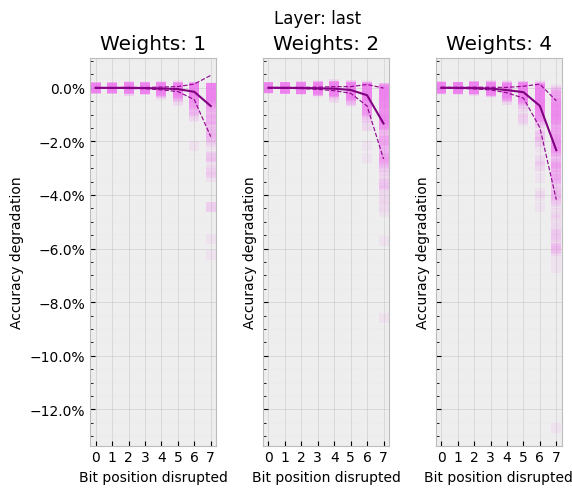 Layer: last
Weights: 1
Weights: 2
Weights: 4
Accuracy degradation
0.0%
−2.0%
−4.0%
−6.0%
−8.0%
−10.0%
−12.0%
Accuracy degradation
Accuracy degradation
0 1 2 3 4 5 6 7
0 1 2 3 4 5 6 7
0 1 2 3 4 5 6 7
Bit position disrupted
Bit position disrupted
Bit position disrupted